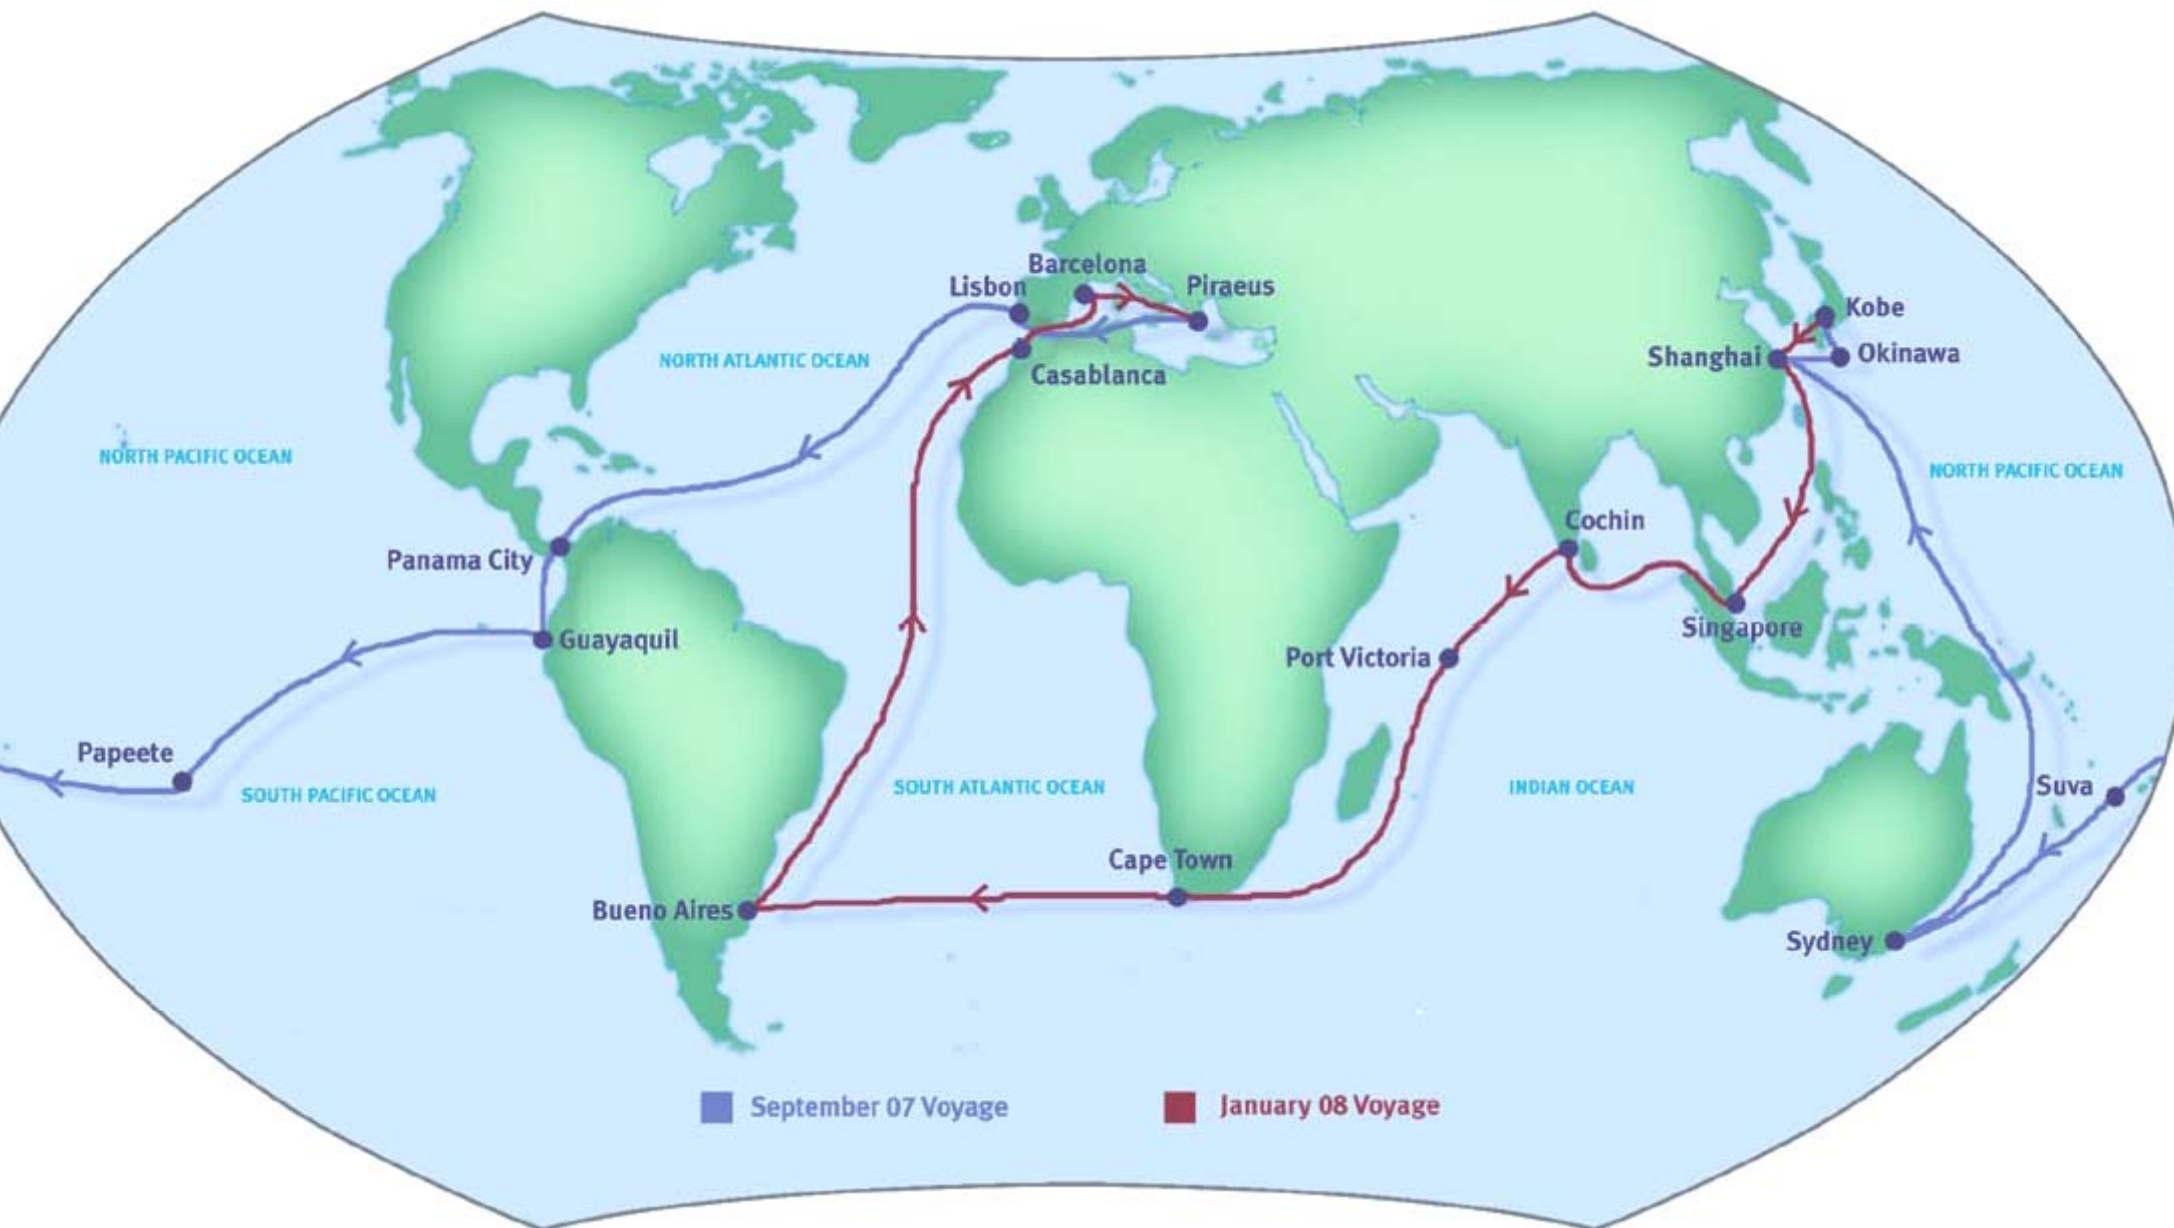 Barcelona
Lisbon
Piraeus
Kobe
NORTH ATLANTIC OCEAN
Shanghai
Okinawa
Casablanca
NORTH PACIFIC OCEAN
NORTH PACIFIC OCEAN
Cochin
Panama City
Singapore
Guayaquil
Port Victoria
Papeete
SOUTH PACIFIC OCEAN
SOUTH ATLANTIC OCEAN
INDIAN OCEAN
Suva
Cape Town
Bueno Aires
Sydney
September 07 Voyage
January 08 Voyage